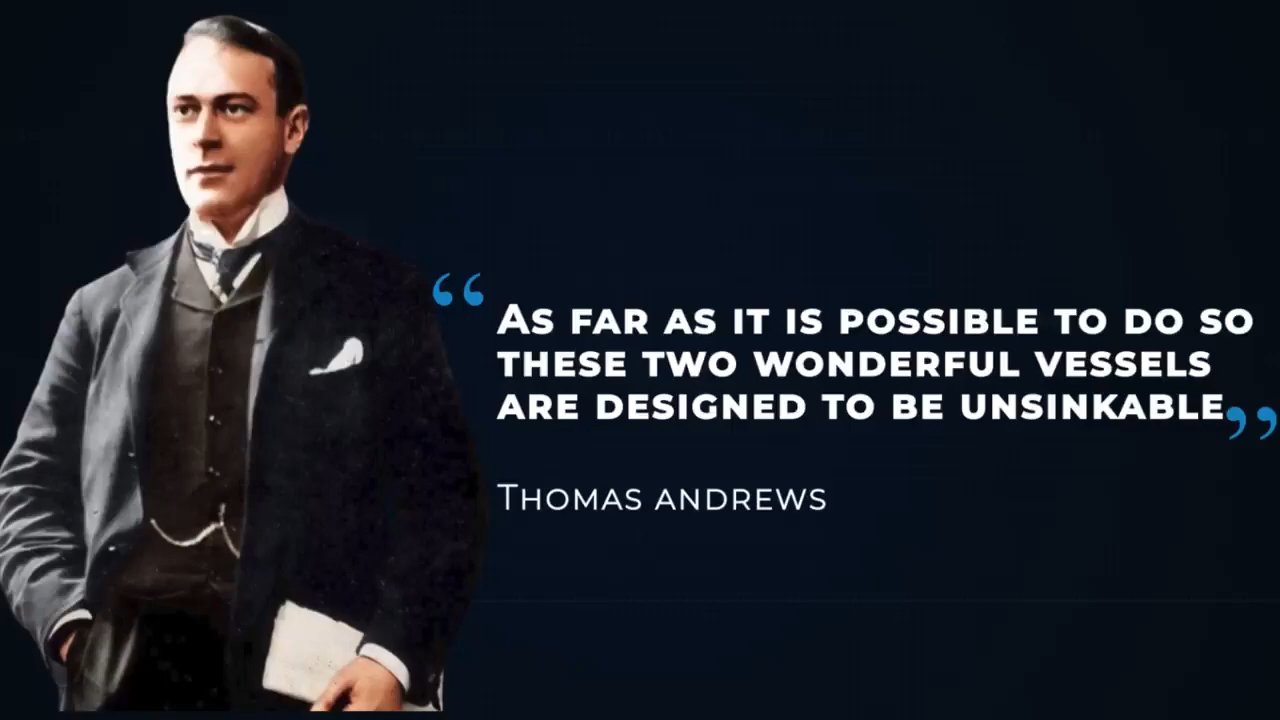 “As far as it is possible to do so
these two wonderful vessels
are designed to be unsinkable”
Thomas andrews